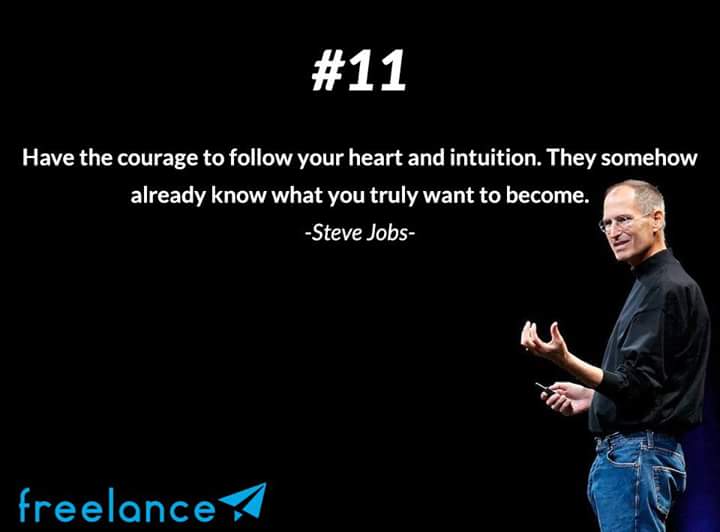 #11
Have the courage to follow your heart and intuition. They somehow
already know what you truly want to become.
-Steve Jobs-
freelance